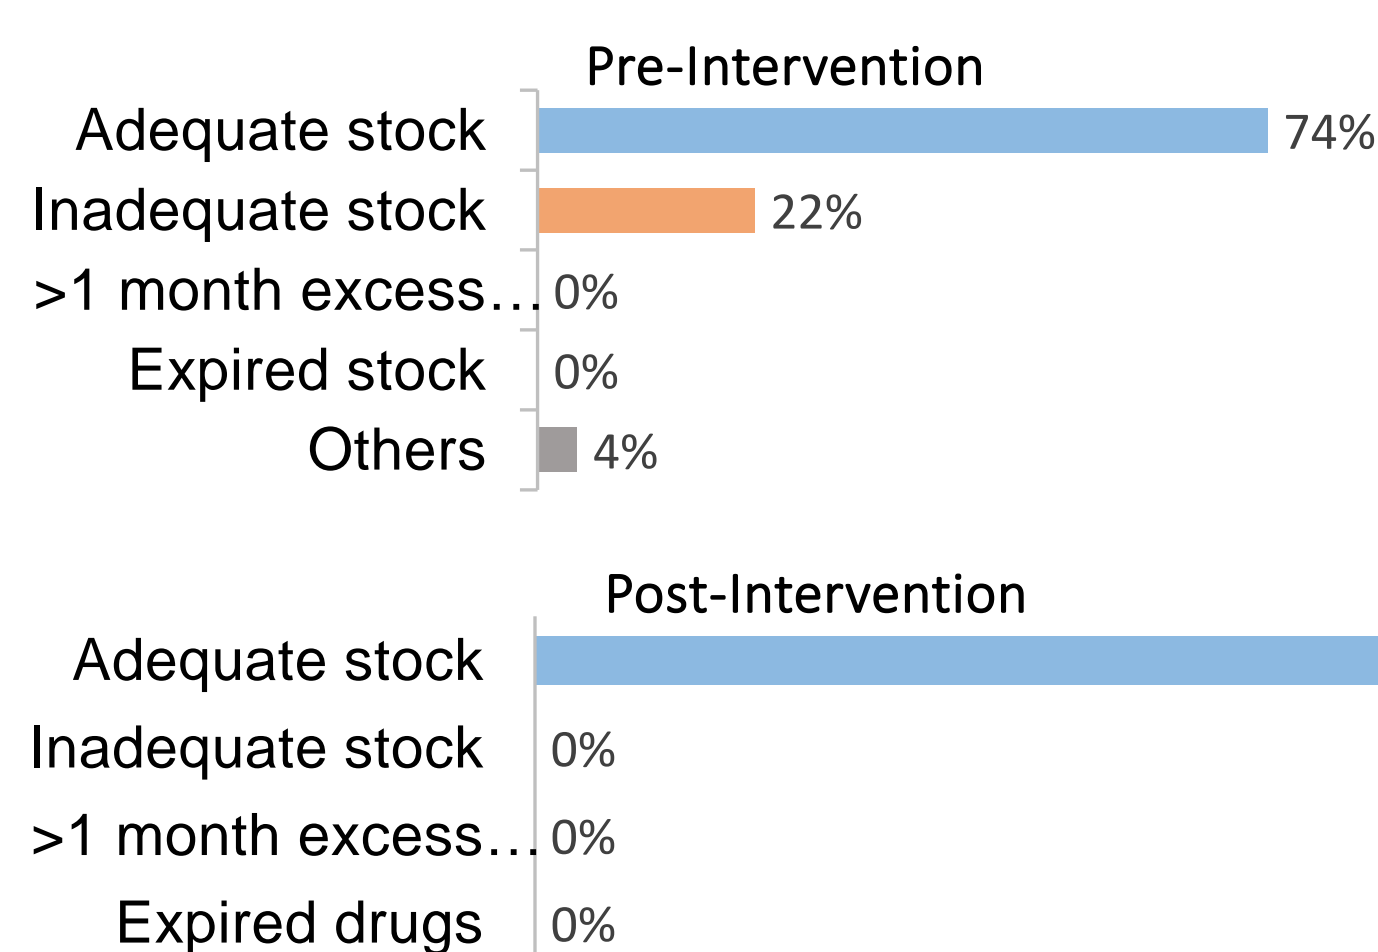 Pre-Intervention
Adequate stock 74%
Inadequate stock 22%
>1 month excess… 0%
Expired stock 0%
Others 4%
Post-Intervention
Adequate stock
Inadequate stock 0%
>1 month excess… 0%
Expired drugs 0%